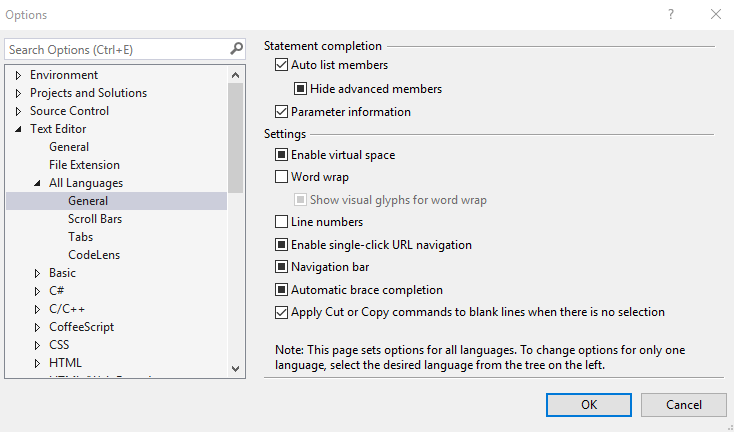 Options
Search Options (Ctrl+E)
Environment
Projects and Solutions
Source Control
Text Editor
General
File Extension
All Languages
General
Scroll Bars
Tabs
CodeLens
Basic
C#
C/C++
CoffeeScript
CSS
HTML
Statement completion
Auto list members
Hide advanced members
Parameter information
Settings
Enable virtual space
Word wrap
Show visual glyphs for word wrap
Line numbers
Enable single-click URL navigation
Navigation bar
Automatic brace completion
Apply Cut or Copy commands to blank lines when there is no selection
Note: This page sets options for all languages. To change options for only one
language, select the desired language from the tree on the left.
OK
Cancel